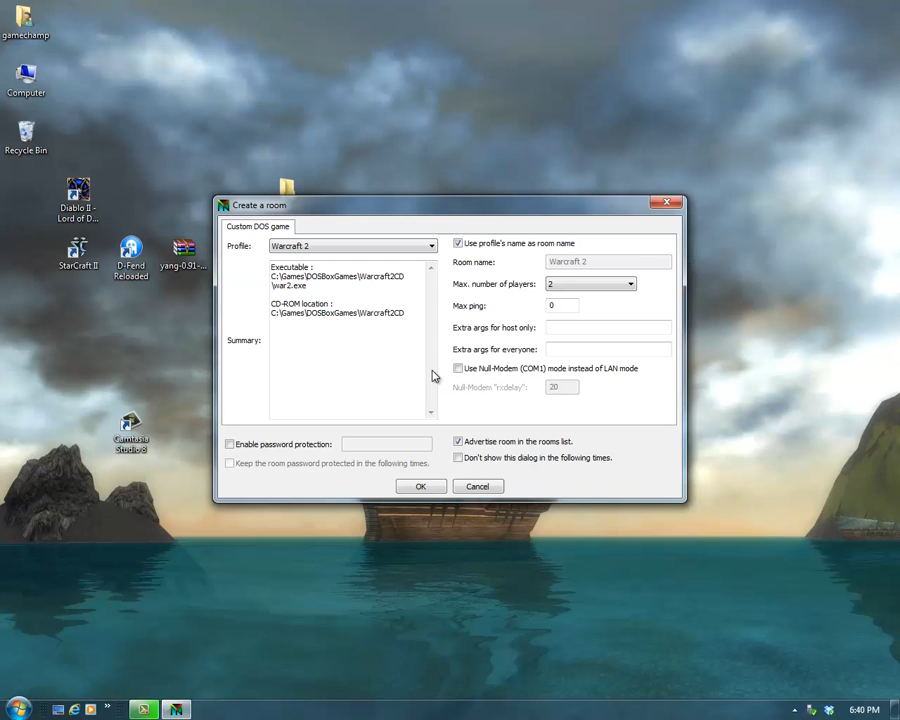 gamechamp
Computer
Recycle Bin
Diablo II -
Lord of D...
StarCraft II
D-Fend
Reloaded
yang-0.91-...
Camtasia
Studio 8
Create a room
Custom DOS game
Profile:
Warcraft 2
Executable :
C:\Games\DOSBoxGames\Warcraft2CD
\war2.exe
CD-ROM location :
C:\Games\DOSBoxGames\Warcraft2CD
Summary:
Use profile's name as room name
Room name:
Warcraft 2
Max. number of players:
2
Max ping:
0
Extra args for host only:
Extra args for everyone:
Use Null-Modem (COM1) mode instead of LAN mode
Null-Modem "rxdelay":
20
Enable password protection:
Keep the room password protected in the following times.
Advertise room in the rooms list.
Don't show this dialog in the following times.
OK
Cancel
6:40 PM